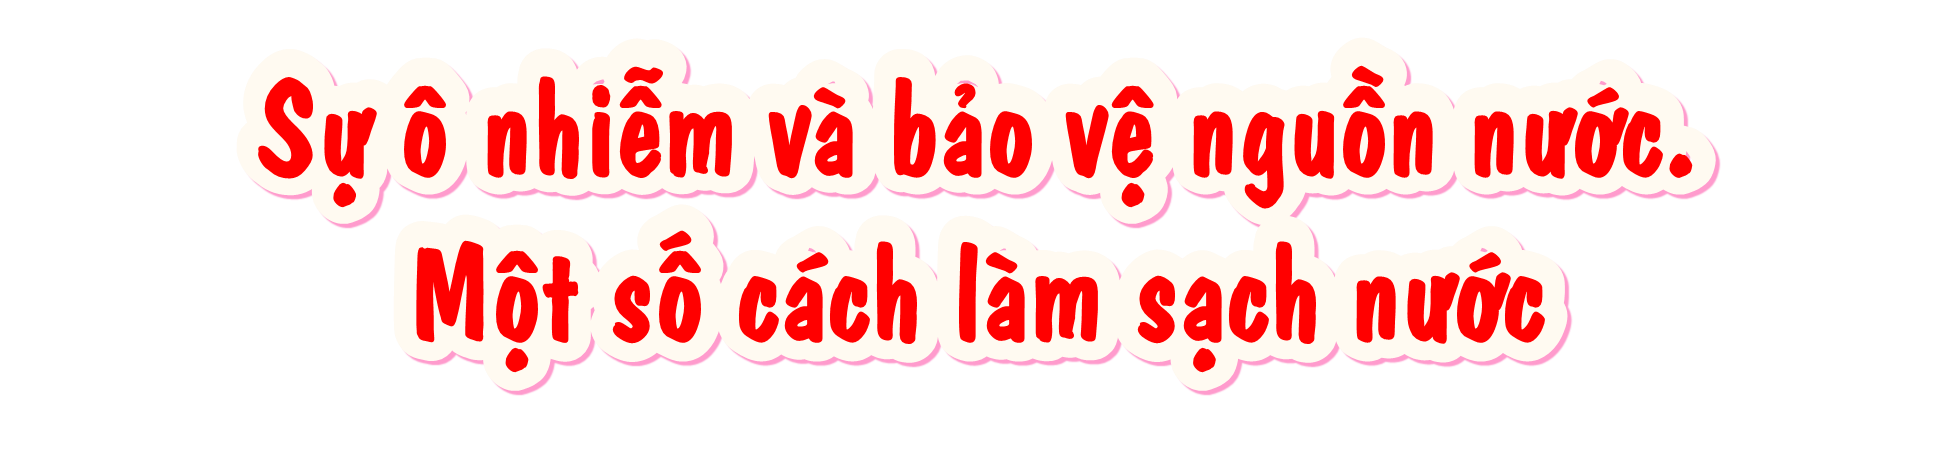 Sự ô nhiễm và bảo vệ nguồn nước.
Một số cách làm sạch nước